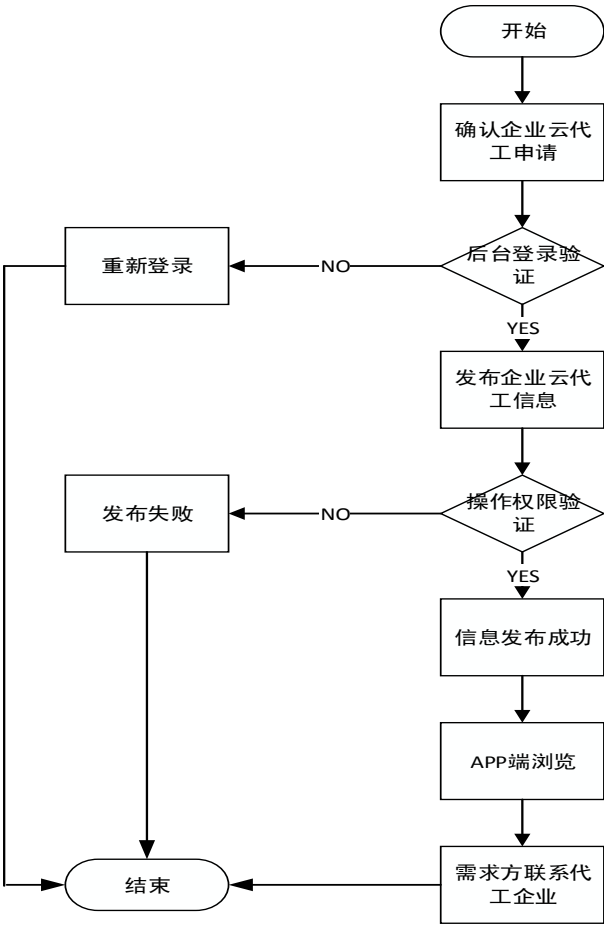 开始
确认企业云代
工申请
后台登录验
证
NO
重新登录
YES
发布企业云代
工信息
操作权限验
证
NO
发布失败
YES
信息发布成功
APP端浏览
需求方联系代
工企业
结束